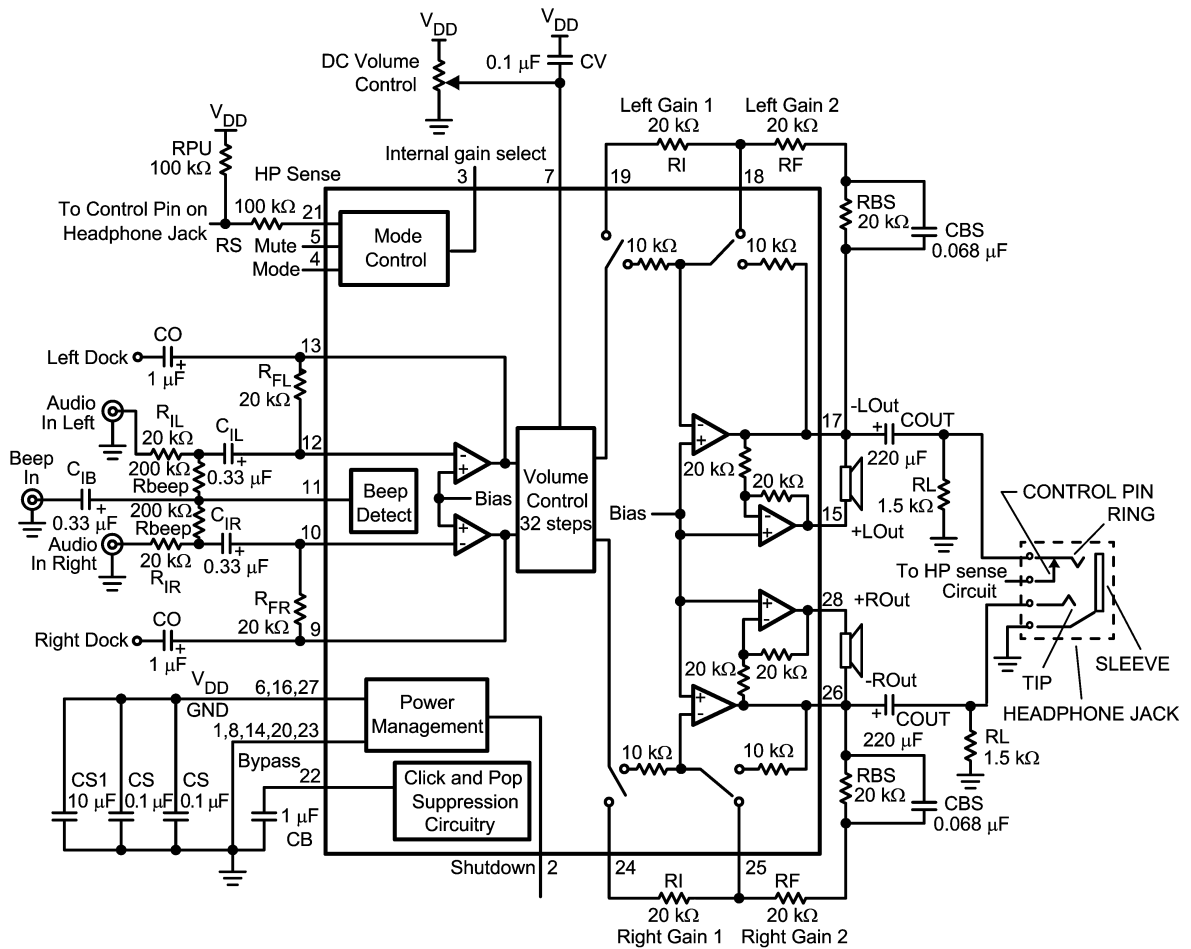 VDD
VDD
DC Volume
Control
0.1 µF
CV
Left Gain 1
20 kΩ
RI
Left Gain 2
20 kΩ
RF
VDD
RPU
100 kΩ
Internal gain select
HP Sense
3
7
19
18
To Control Pin on
Headphone Jack
100 kΩ
RS
21
Mute
5
Mode
4
Mode
Control
RBS
20 kΩ
CBS
0.068 µF
10 kΩ
10 kΩ
CO
Left Dock
1 µF
+
13
RFL
20 kΩ
Audio
In Left
RIL
20 kΩ
CIL
0.33 µF
12
200 kΩ
Rbeep
Beep
In
CIB
0.33 µF
+
11
Beep
Detect
200 kΩ
Rbeep
CIR
0.33 µF
10
Audio
In Right
20 kΩ
RIR
RFR
20 kΩ
CO
Right Dock
1 µF
+
9
-
+
Bias
+
-
Volume
Control
32 steps
Bias
-
+
20 kΩ
20 kΩ
-
+
17
-LOut
COUT
+
220 µF
RL
1.5 kΩ
15
+LOut
CONTROL PIN
RING
To HP sense
Circuit
SLEEVE
TIP
HEADPHONE JACK
+
-
28
+ROut
20 kΩ
20 kΩ
+
-
26
-ROut
+
COUT
220 µF
RL
1.5 kΩ
VDD
6,16,27
GND
1,8,14,20,23
Power
Management
Bypass
22
Click and Pop
Suppression
Circuitry
CS1
10 µF
CS
0.1 µF
CS
0.1 µF
1 µF
CB
10 kΩ
10 kΩ
RBS
20 kΩ
CBS
0.068 µF
Shutdown
2
24
25
RI
20 kΩ
Right Gain 1
RF
20 kΩ
Right Gain 2